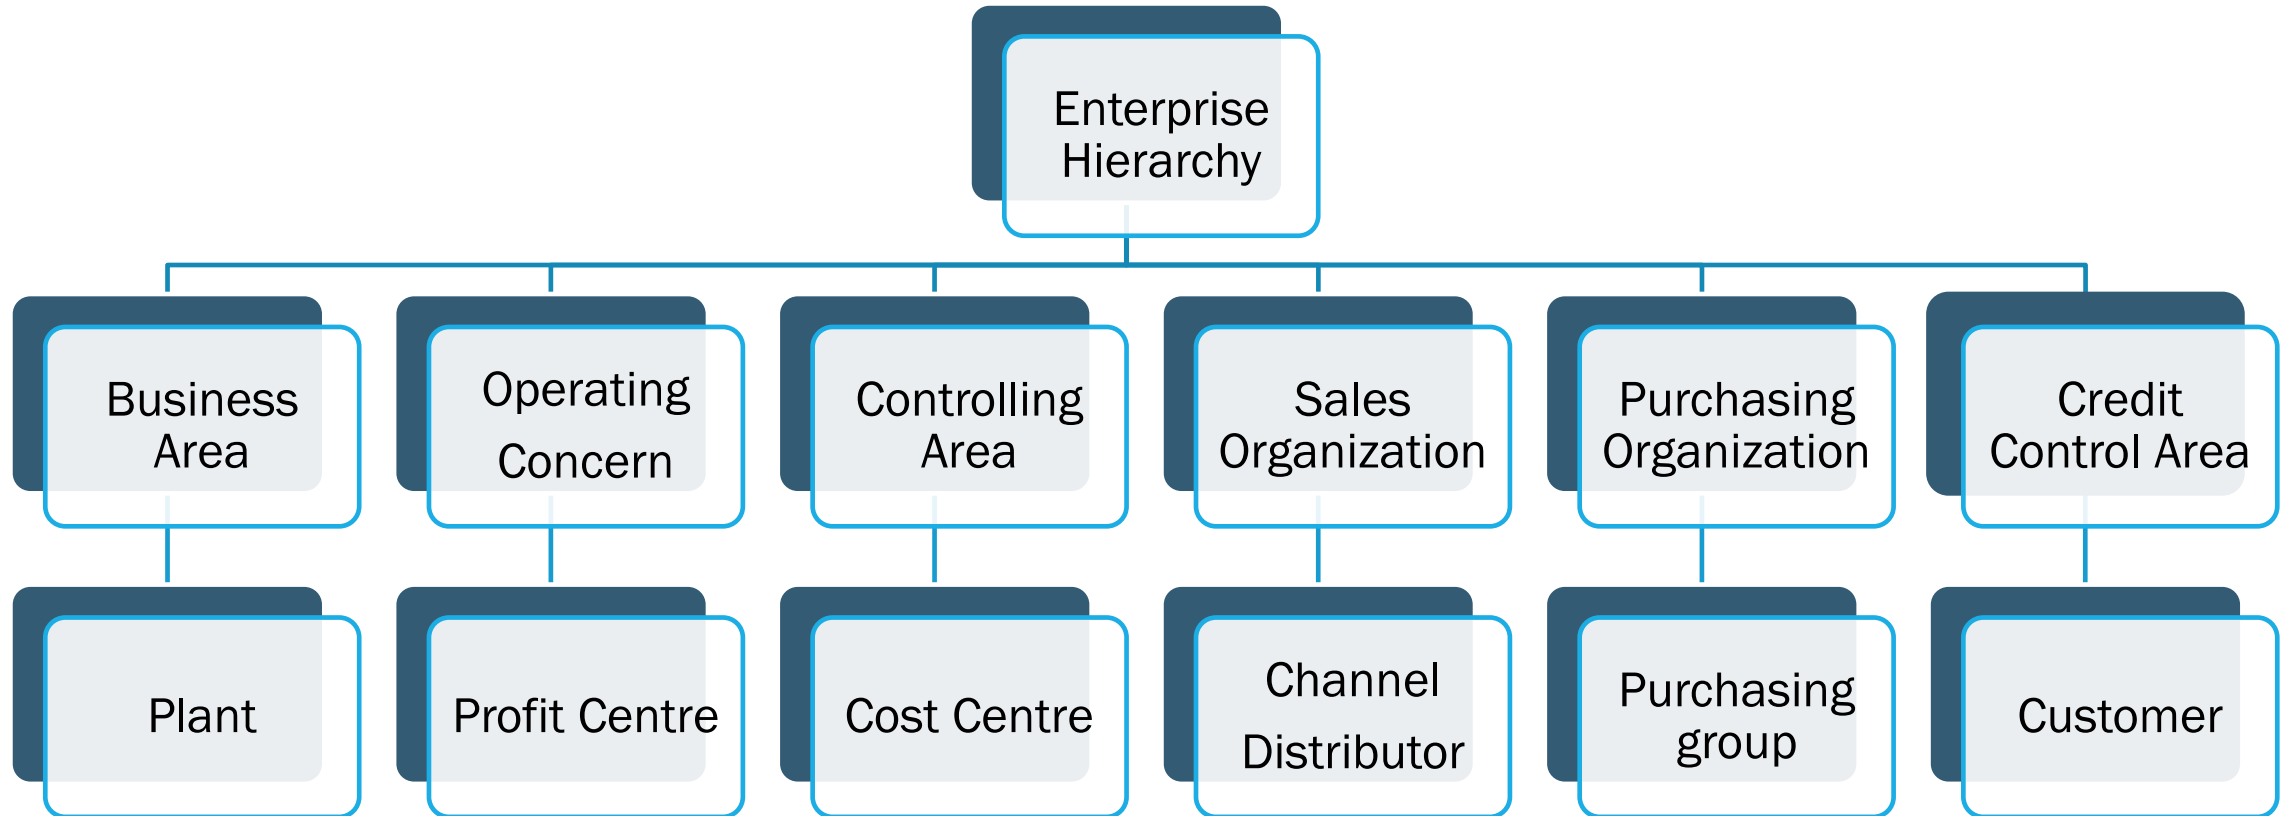 Enterprise
Hierarchy
Business
Area
Operating
Concern
Controlling
Area
Sales
Organization
Purchasing
Organization
Credit
Control Area
Plant
Profit Centre
Cost Centre
Channel
Distributor
Purchasing
group
Customer